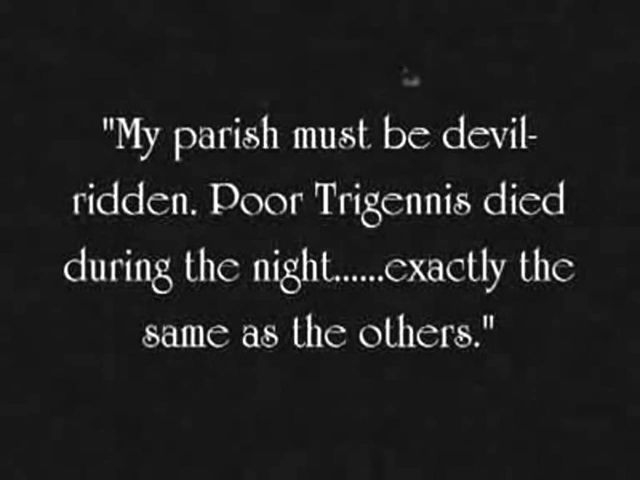 "My parish must be devil-
ridden. Poor Trigennis died
during the night......exactly the
same as the others."